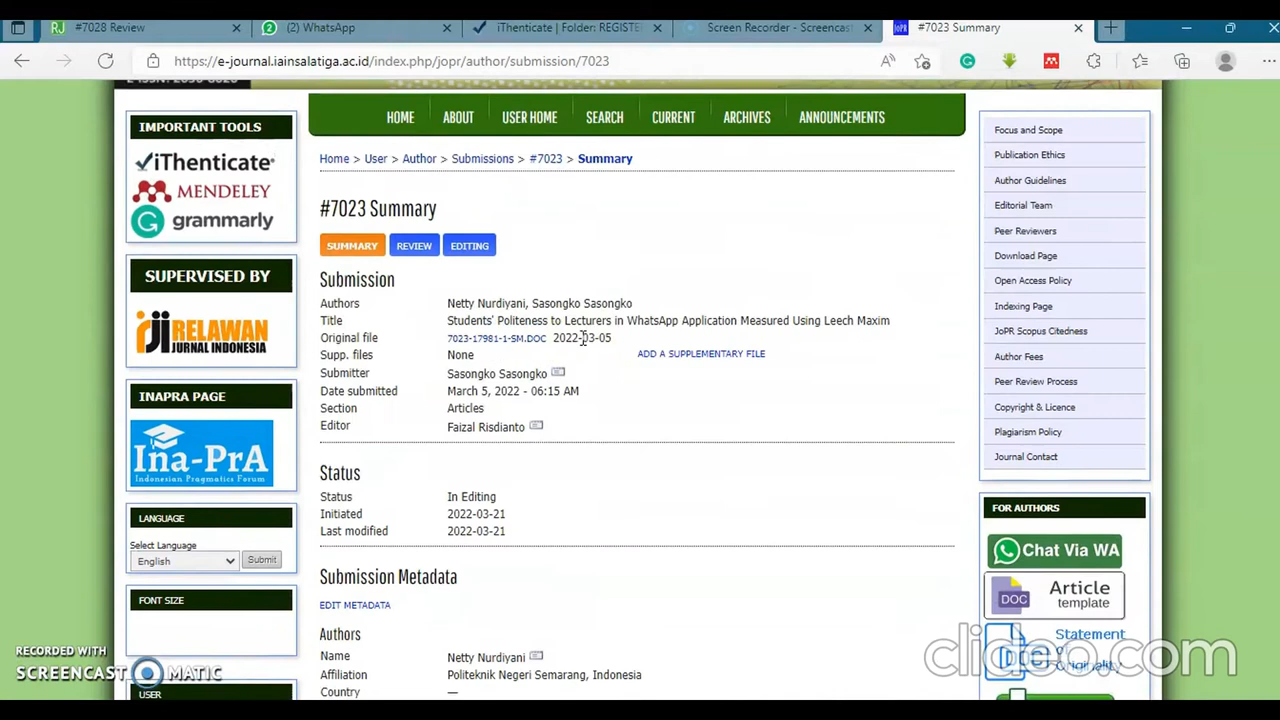 #7028 Review
(2) WhatsApp
iThenticate | Folder: REGISTE
Screen Recorder - Screencast
JoPR
#7023 Summary
https://e-journal.iainsalatiga.ac.id/index.php/jopr/author/submission/7023
HOME
ABOUT
USER HOME
SEARCH
CURRENT
ARCHIVES
ANNOUNCEMENTS
IMPORTANT TOOLS
iThenticate
MENDELEY
grammarly
SUPERVISED BY
RELAWAN
JURNAL INDONESIA
INAPRA PAGE
Ina-PrA
Indonesian Pragmatics Forum
LANGUAGE
Select Language
English
Submit
FONT SIZE
USER
Home > User > Author > Submissions > #7023 > Summary
#7023 Summary
SUMMARY
REVIEW
EDITING
Submission
Authors Netty Nurdiyani, Sasongko Sasongko
Title Students' Politeness to Lecturers in WhatsApp Application Measured Using Leech Maxim
Original file 7023-17981-1-SM.DOC 2022-03-05
Supp. files None ADD A SUPPLEMENTARY FILE
Submitter Sasongko Sasongko
Date submitted March 5, 2022 - 06:15 AM
Section Articles
Editor Faizal Risdianto
Status
Status In Editing
Initiated 2022-03-21
Last modified 2022-03-21
Submission Metadata
EDIT METADATA
Authors
Name Netty Nurdiyani
Affiliation Politeknik Negeri Semarang, Indonesia
Country —
Focus and Scope
Publication Ethics
Author Guidelines
Editorial Team
Peer Reviewers
Download Page
Open Access Policy
Indexing Page
JoPR Scopus Citedness
Author Fees
Peer Review Process
Copyright & Licence
Plagiarism Policy
Journal Contact
FOR AUTHORS
Chat Via WA
DOC
Article
template
Statement
Originality
RECORDED WITH
SCREENCAST MATIC
clideo.com